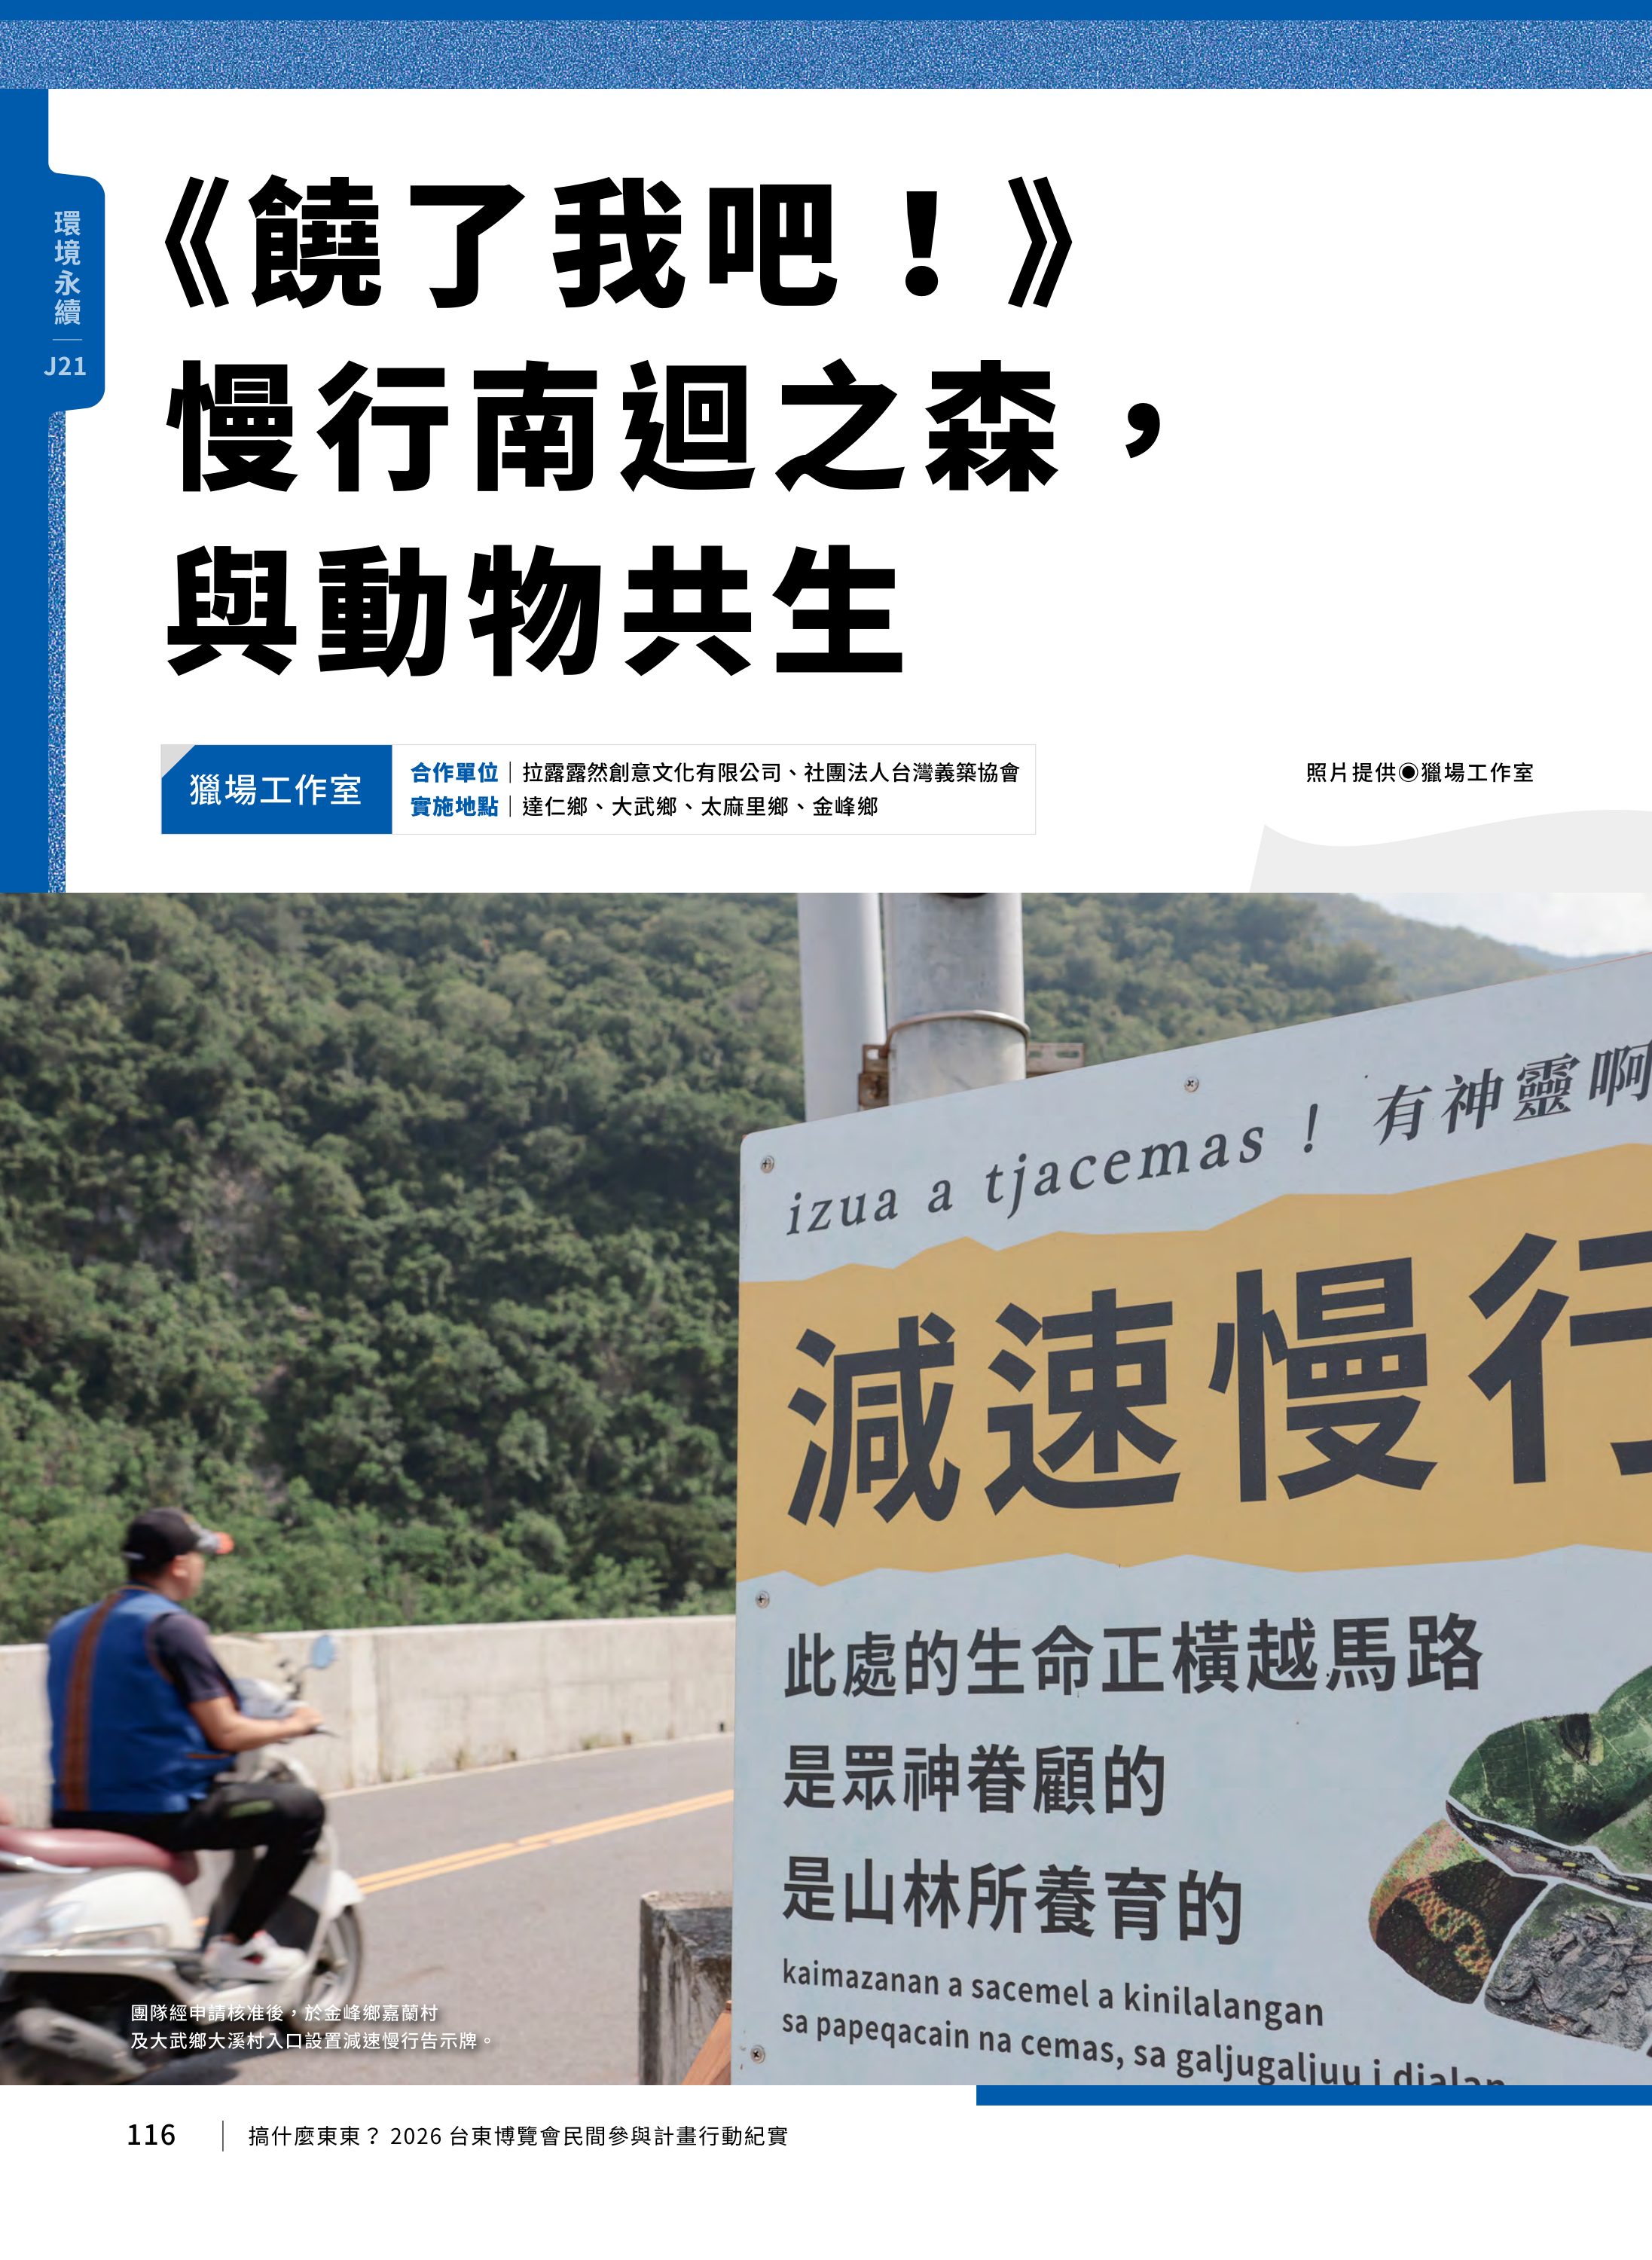 環境永續
J21
《饒了我吧！》
慢行南迴之森，
與動物共生
獵場工作室
合作單位｜拉露露然創意文化有限公司、社團法人台灣義築協會
實施地點｜達仁鄉、大武鄉、太麻里鄉、金峰鄉
照片提供◉獵場工作室
izua a tjacemas！ 有神靈啊
減速慢行
此處的生命正橫越馬路
是眾神眷顧的
是山林所養育的
kaimazanan a sacemel a kinilalangan
sa papeqacain na cemas, sa galjugaljuu i
團隊經申請核准後，於金峰鄉嘉蘭村
及大武鄉大溪村入口設置減速慢行告示牌。
116
搞什麼東東？ 2026 台東博覽會民間參與計畫行動紀實